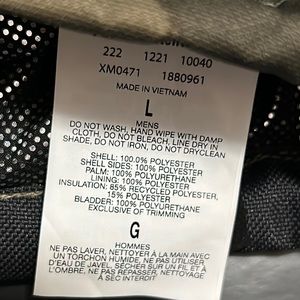 222 1221 10040
XM0471 1880961
MADE IN VIETNAM
L
MENS
DO NOT WASH, HAND WIPE WITH DAMP
CLOTH, DO NOT BLEACH, LINE DRY IN
SHADE, DO NOT IRON, DO NOT DRYCLEAN
SHELL: 100.0% POLYESTER
SHELL SIDES: 100% POLYESTER
PALM: 100% POLYESTER
LINING: 100% POLYESTER
INSULATION: 85% RECYCLED POLYESTER,
15% POLYESTER
BLADDER: 100% POLYURETHANE
EXCLUSIVE OF TRIMMING
G
HOMMES
NE PAS LAVER, NETTOYER À LA MAIN AVEC
UN TORCHON HUMIDE, NE PAS UTILISER
D'EAU DE JAVEL, SÉCHER SUR UN FIL ET À
L'OMBRE, NE PAS REPASSER, NETTOYAGE
À SEC INTERDIT